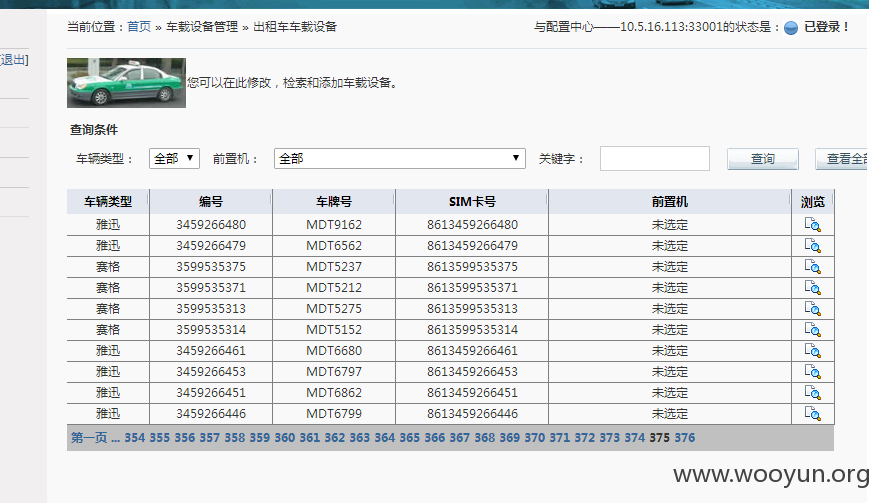 当前位置：首页 » 车载设备管理 » 出租车车载设备 与配置中心——10.5.16.113:33001的状态是： 已登录！
[退出]
您可以在此修改，检索和添加车载设备。
查询条件
车辆类型： 全部 前置机： 全部 关键字： 查询 查看全部
车辆类型 编号 车牌号 SIM卡号 前置机 浏览
雅迅 3459266480 MDT9162 8613459266480 未选定
雅迅 3459266479 MDT6562 8613459266479 未选定
赛格 3599535375 MDT5237 8613599535375 未选定
赛格 3599535371 MDT5212 8613599535371 未选定
赛格 3599535313 MDT5275 8613599535313 未选定
赛格 3599535314 MDT5152 8613599535314 未选定
雅迅 3459266461 MDT6680 8613459266461 未选定
雅迅 3459266453 MDT6797 8613459266453 未选定
雅迅 3459266451 MDT6862 8613459266451 未选定
雅迅 3459266446 MDT6799 8613459266446 未选定
第一页 ... 354 355 356 357 358 359 360 361 362 363 364 365 366 367 368 369 370 371 372 373 374 375 376
www.wooyun.org